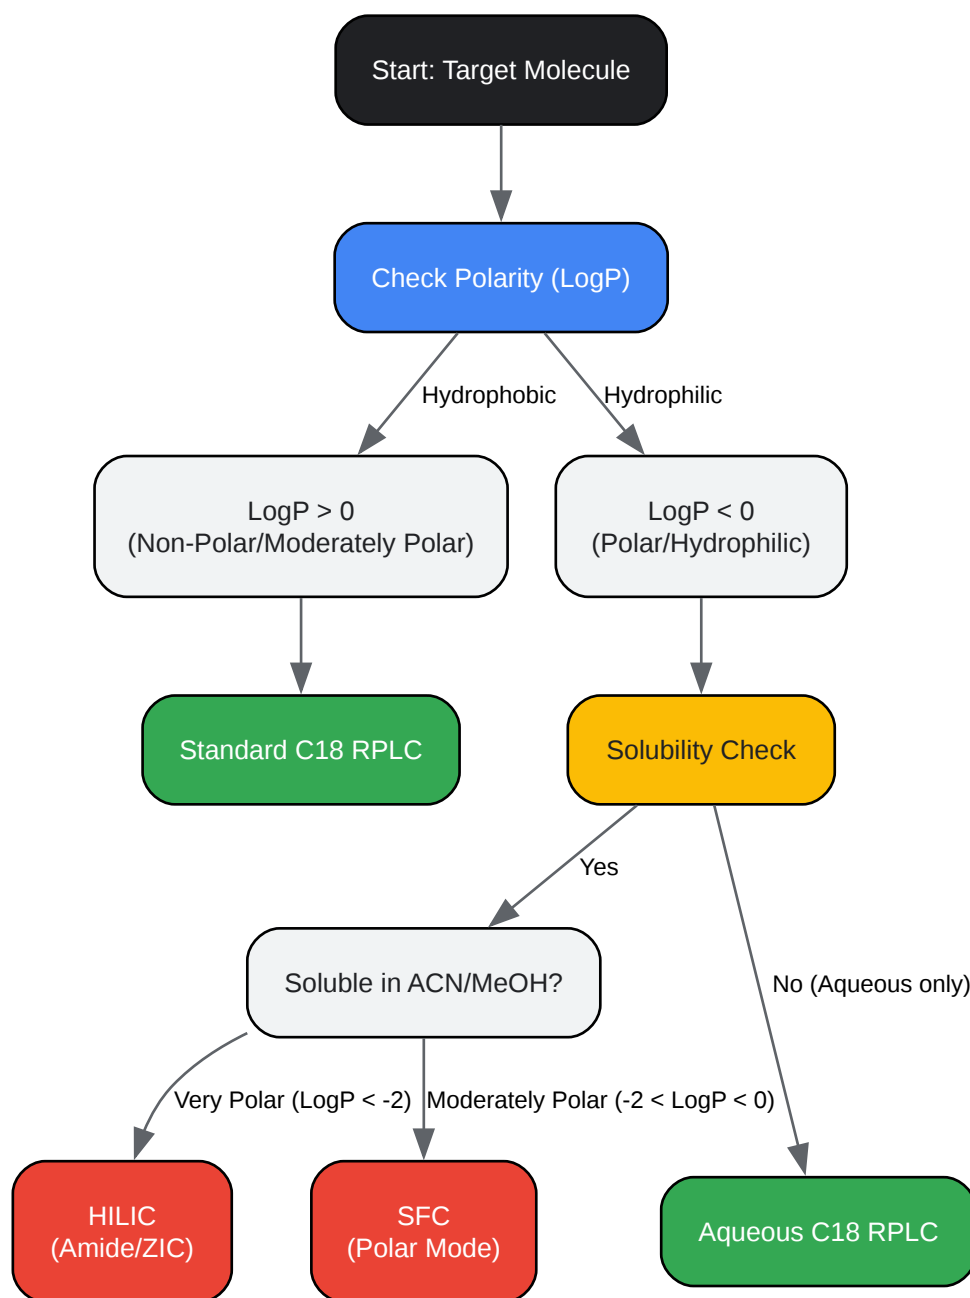 Start: Target Molecule
Check Polarity (LogP)
Hydrophobic
Hydrophilic
LogP > 0
(Non-Polar/Moderately Polar)
LogP < 0
(Polar/Hydrophilic)
Standard C18 RPLC
Solubility Check
Yes
Soluble in ACN/MeOH?
No (Aqueous only)
Very Polar (LogP < -2)
Moderately Polar (-2 < LogP < 0)
HILIC
(Amide/ZIC)
SFC
(Polar Mode)
Aqueous C18 RPLC